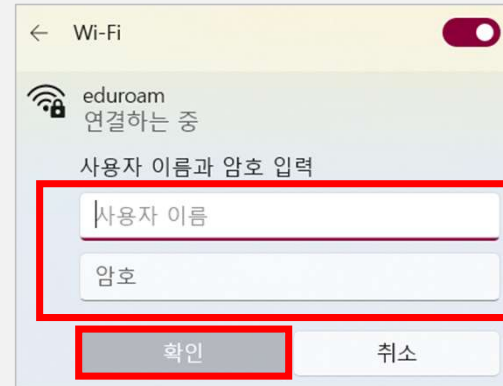 ← Wi-Fi
eduroam
연결하는 중
사용자 이름과 암호 입력
사용자 이름
암호
확인 취소